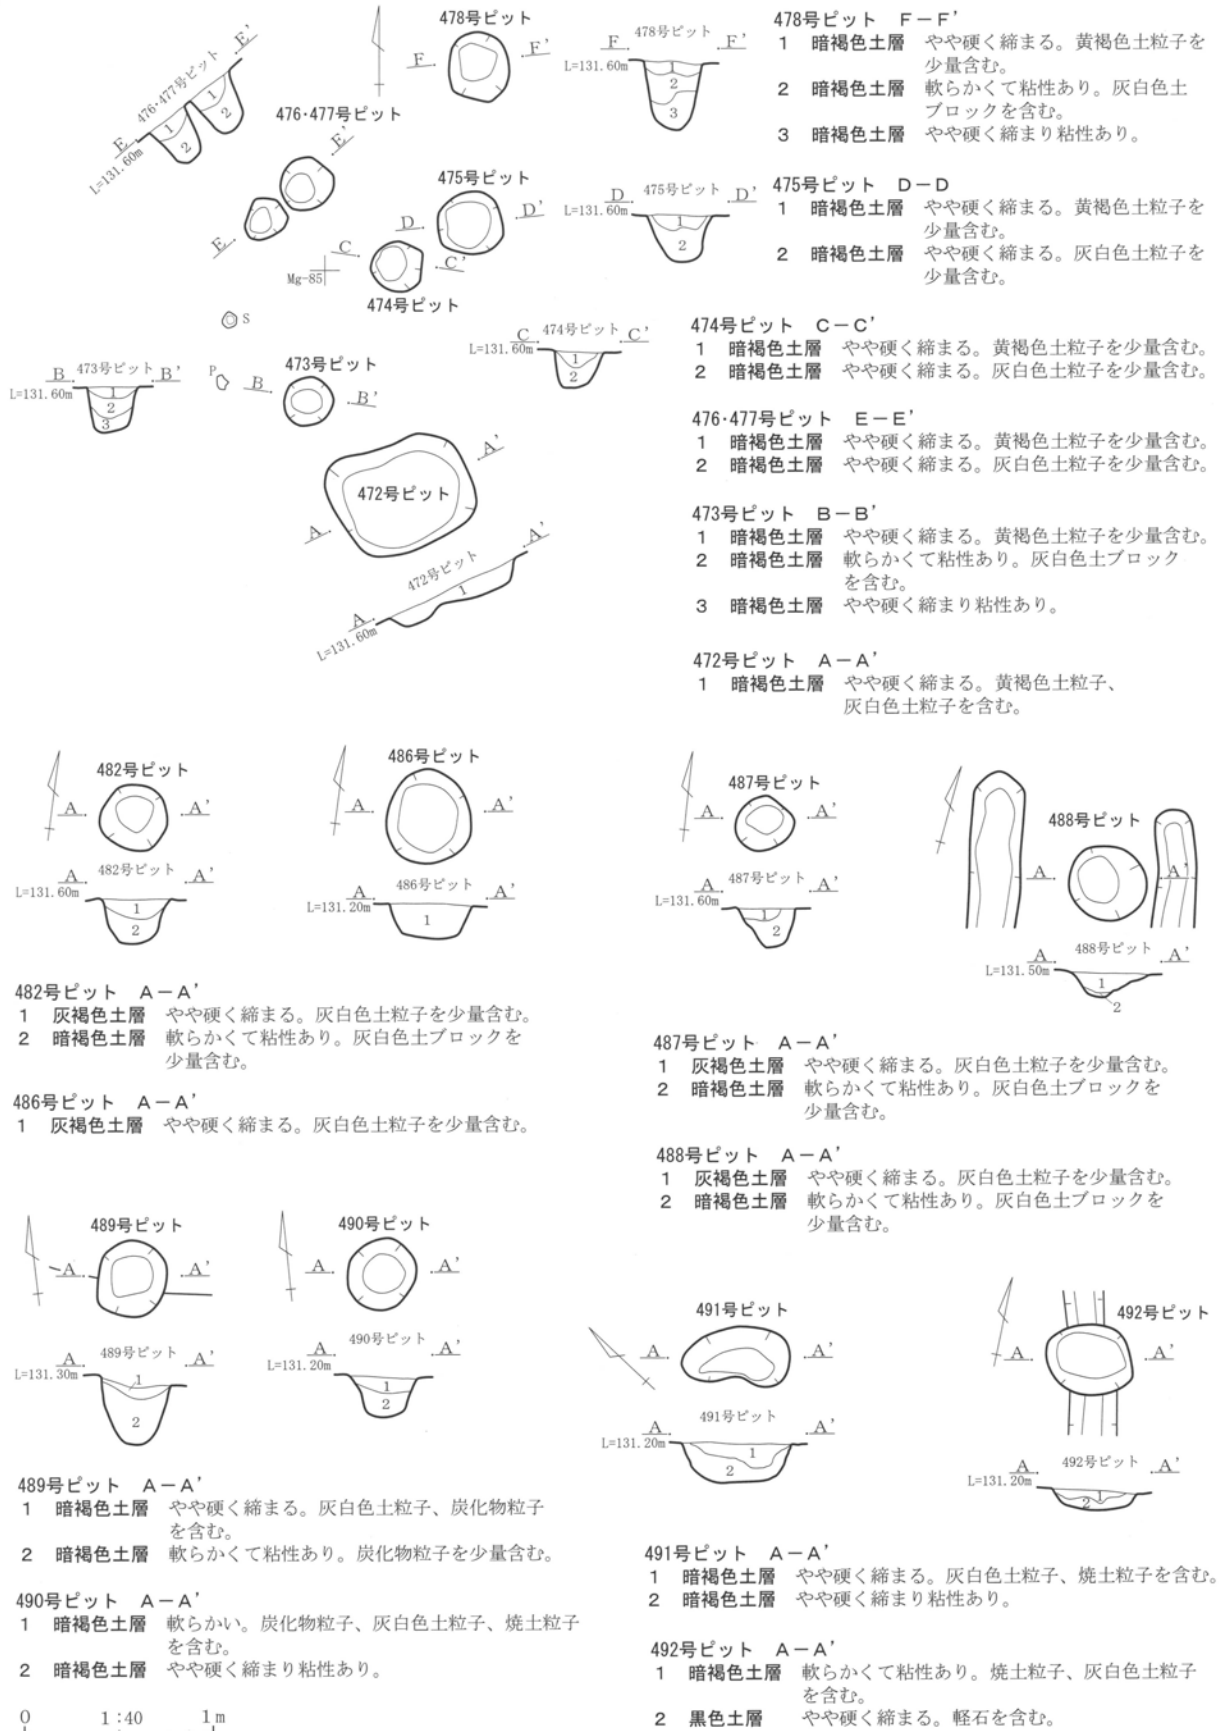 476·477号ピット
E
E'
L=131.60m
1
2
1
2
478号ピット
F
F'
478号ピット
F
F'
L=131.60m
1
2
3
478号ピット　F－F'
1　暗褐色土層　やや硬く締まる。黄褐色土粒子を
少量含む。
2　暗褐色土層　軟らかくて粘性あり。灰白色土
ブロックを含む。
3　暗褐色土層　やや硬く締まり粘性あり。
476·477号ピット
E
E'
475号ピット
D
D'
475号ピット
D
D'
L=131.60m
1
2
475号ピット　D－D
1　暗褐色土層　やや硬く締まる。黄褐色土粒子を
少量含む。
2　暗褐色土層　やや硬く締まる。灰白色土粒子を
少量含む。
C
C'
Mg-85
474号ピット
S
C
474号ピット
C'
L=131.60m
1
2
474号ピット　C－C'
1　暗褐色土層　やや硬く締まる。黄褐色土粒子を少量含む。
2　暗褐色土層　やや硬く締まる。灰白色土粒子を少量含む。
B
473号ピット
B'
L=131.60m
1
2
3
P
473号ピット
B
B'
476·477号ピット　E－E'
1　暗褐色土層　やや硬く締まる。黄褐色土粒子を少量含む。
2　暗褐色土層　やや硬く締まる。灰白色土粒子を少量含む。
472号ピット
A
A'
472号ピット
A
A'
L=131.60m
1
473号ピット　B－B'
1　暗褐色土層　やや硬く締まる。黄褐色土粒子を少量含む。
2　暗褐色土層　軟らかくて粘性あり。灰白色土ブロック
を含む。
3　暗褐色土層　やや硬く締まり粘性あり。
472号ピット　A－A'
1　暗褐色土層　やや硬く締まる。黄褐色土粒子、
灰白色土粒子を含む。
482号ピット
A
A'
A
482号ピット
A'
L=131.60m
1
2
486号ピット
A
A'
A
486号ピット
A'
L=131.20m
1
482号ピット　A－A'
1　灰褐色土層　やや硬く締まる。灰白色土粒子を少量含む。
2　暗褐色土層　軟らかくて粘性あり。灰白色土ブロックを
少量含む。
486号ピット　A－A'
1　灰褐色土層　やや硬く締まる。灰白色土粒子を少量含む。
487号ピット
A
A'
A
487号ピット
A'
L=131.60m
1
2
488号ピット
A
A'
A
488号ピット
A'
L=131.50m
1
2
487号ピット　A－A'
1　灰褐色土層　やや硬く締まる。灰白色土粒子を少量含む。
2　暗褐色土層　軟らかくて粘性あり。灰白色土ブロックを
少量含む。
488号ピット　A－A'
1　灰褐色土層　やや硬く締まる。灰白色土粒子を少量含む。
2　暗褐色土層　軟らかくて粘性あり。灰白色土ブロックを
少量含む。
489号ピット
A
A'
A
489号ピット
A'
L=131.30m
1
2
490号ピット
A
A'
A
490号ピット
A'
L=131.20m
1
2
489号ピット　A－A'
1　暗褐色土層　やや硬く締まる。灰白色土粒子、炭化物粒子
を含む。
2　暗褐色土層　軟らかくて粘性あり。炭化物粒子を少量含む。
490号ピット　A－A'
1　暗褐色土層　軟らかい。炭化物粒子、灰白色土粒子、焼土粒子
を含む。
2　暗褐色土層　やや硬く締まり粘性あり。
491号ピット
A
A'
A
491号ピット
A'
L=131.20m
1
2
492号ピット
A
A'
A
492号ピット
A'
L=131.20m
1
2
491号ピット　A－A'
1　暗褐色土層　やや硬く締まる。灰白色土粒子、焼土粒子を含む。
2　暗褐色土層　やや硬く締まり粘性あり。
492号ピット　A－A'
1　暗褐色土層　軟らかくて粘性あり。焼土粒子、灰白色土粒子
を含む。
2　黒色土層　やや硬く締まる。軽石を含む。
0　1:40　1m